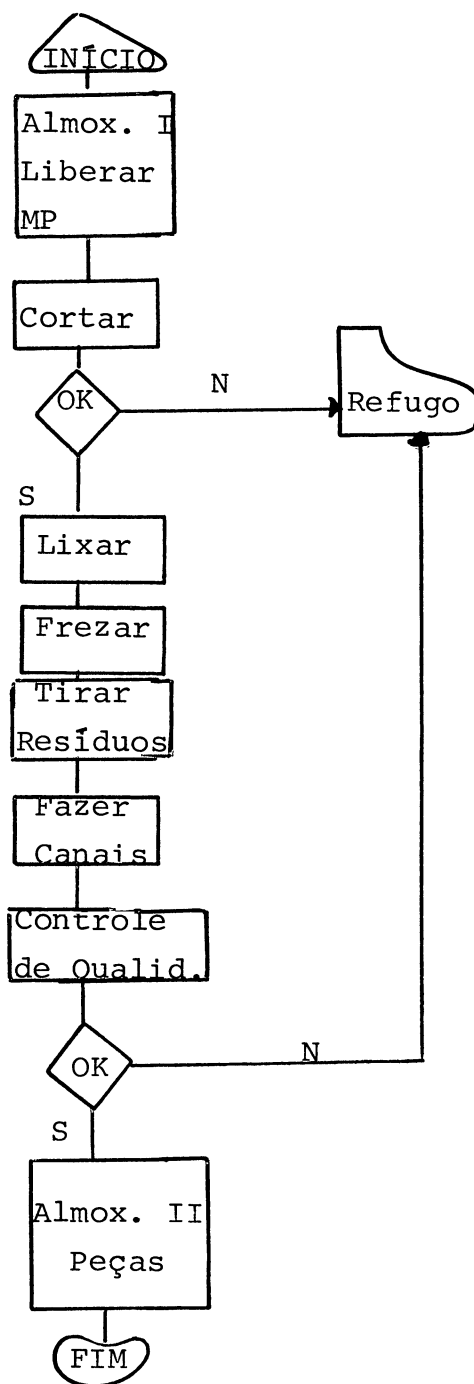 INÍCIO
Almox. I
Liberar
MP
Cortar
OK
N
Refugo
S
Lixar
Frezar
Tirar
Resíduos
Fazer
Canais
Controle
de Qualid.
OK
N
S
Almox. II
Peças
FIM